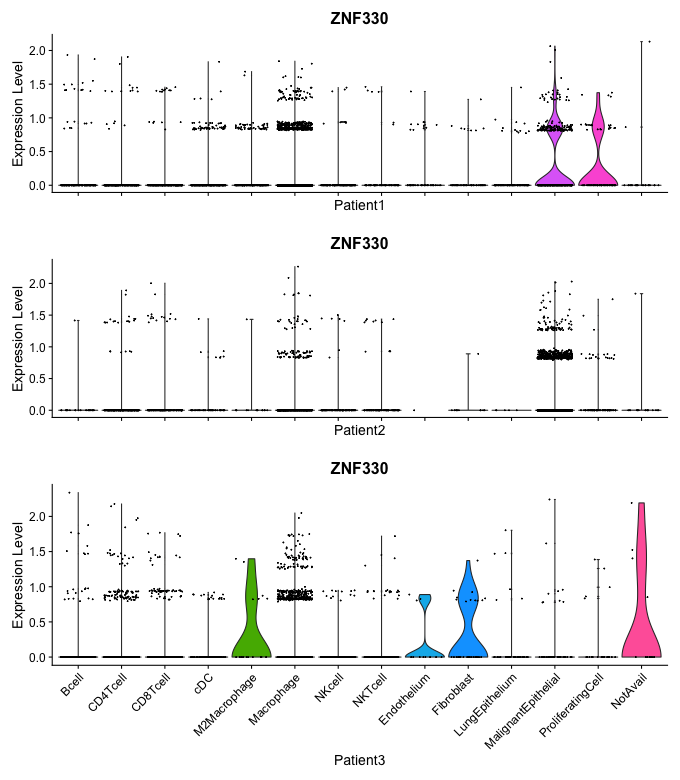 ZNF330
Expression Level
2.0
1.5
1.0
0.5
0.0
Patient1
ZNF330
Expression Level
2.0
1.5
1.0
0.5
0.0
Patient2
ZNF330
Expression Level
2.0
1.5
1.0
0.5
0.0
Bcell
CD4Tcell
CD8Tcell
cDC
M2Macrophage
Macrophage
NKcell
NKTcell
Endothelium
Fibroblast
LungEpithelium
MalignantEpithelial
ProliferatingCell
NotAvail
Patient3